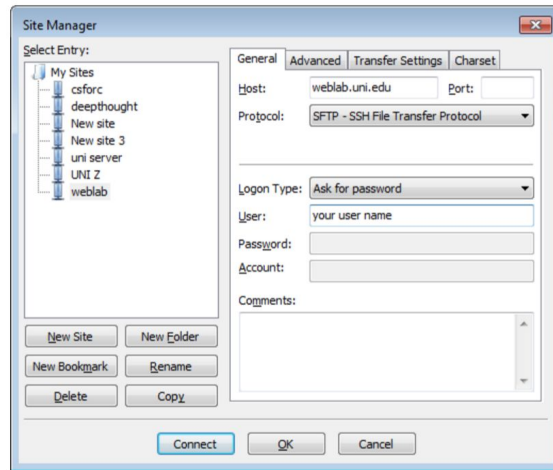 Site Manager
Select Entry:
My Sites
csforc
deepthought
New site
New site 3
uni server
UNI Z
weblab
New Site
New Folder
New Bookmark
Rename
Delete
Copy
General
Advanced
Transfer Settings
Charset
Host:
weblab.uni.edu
Port:
Protocol:
SFTP - SSH File Transfer Protocol
Logon Type:
Ask for password
User:
your user name
Password:
Account:
Comments:
Connect
OK
Cancel